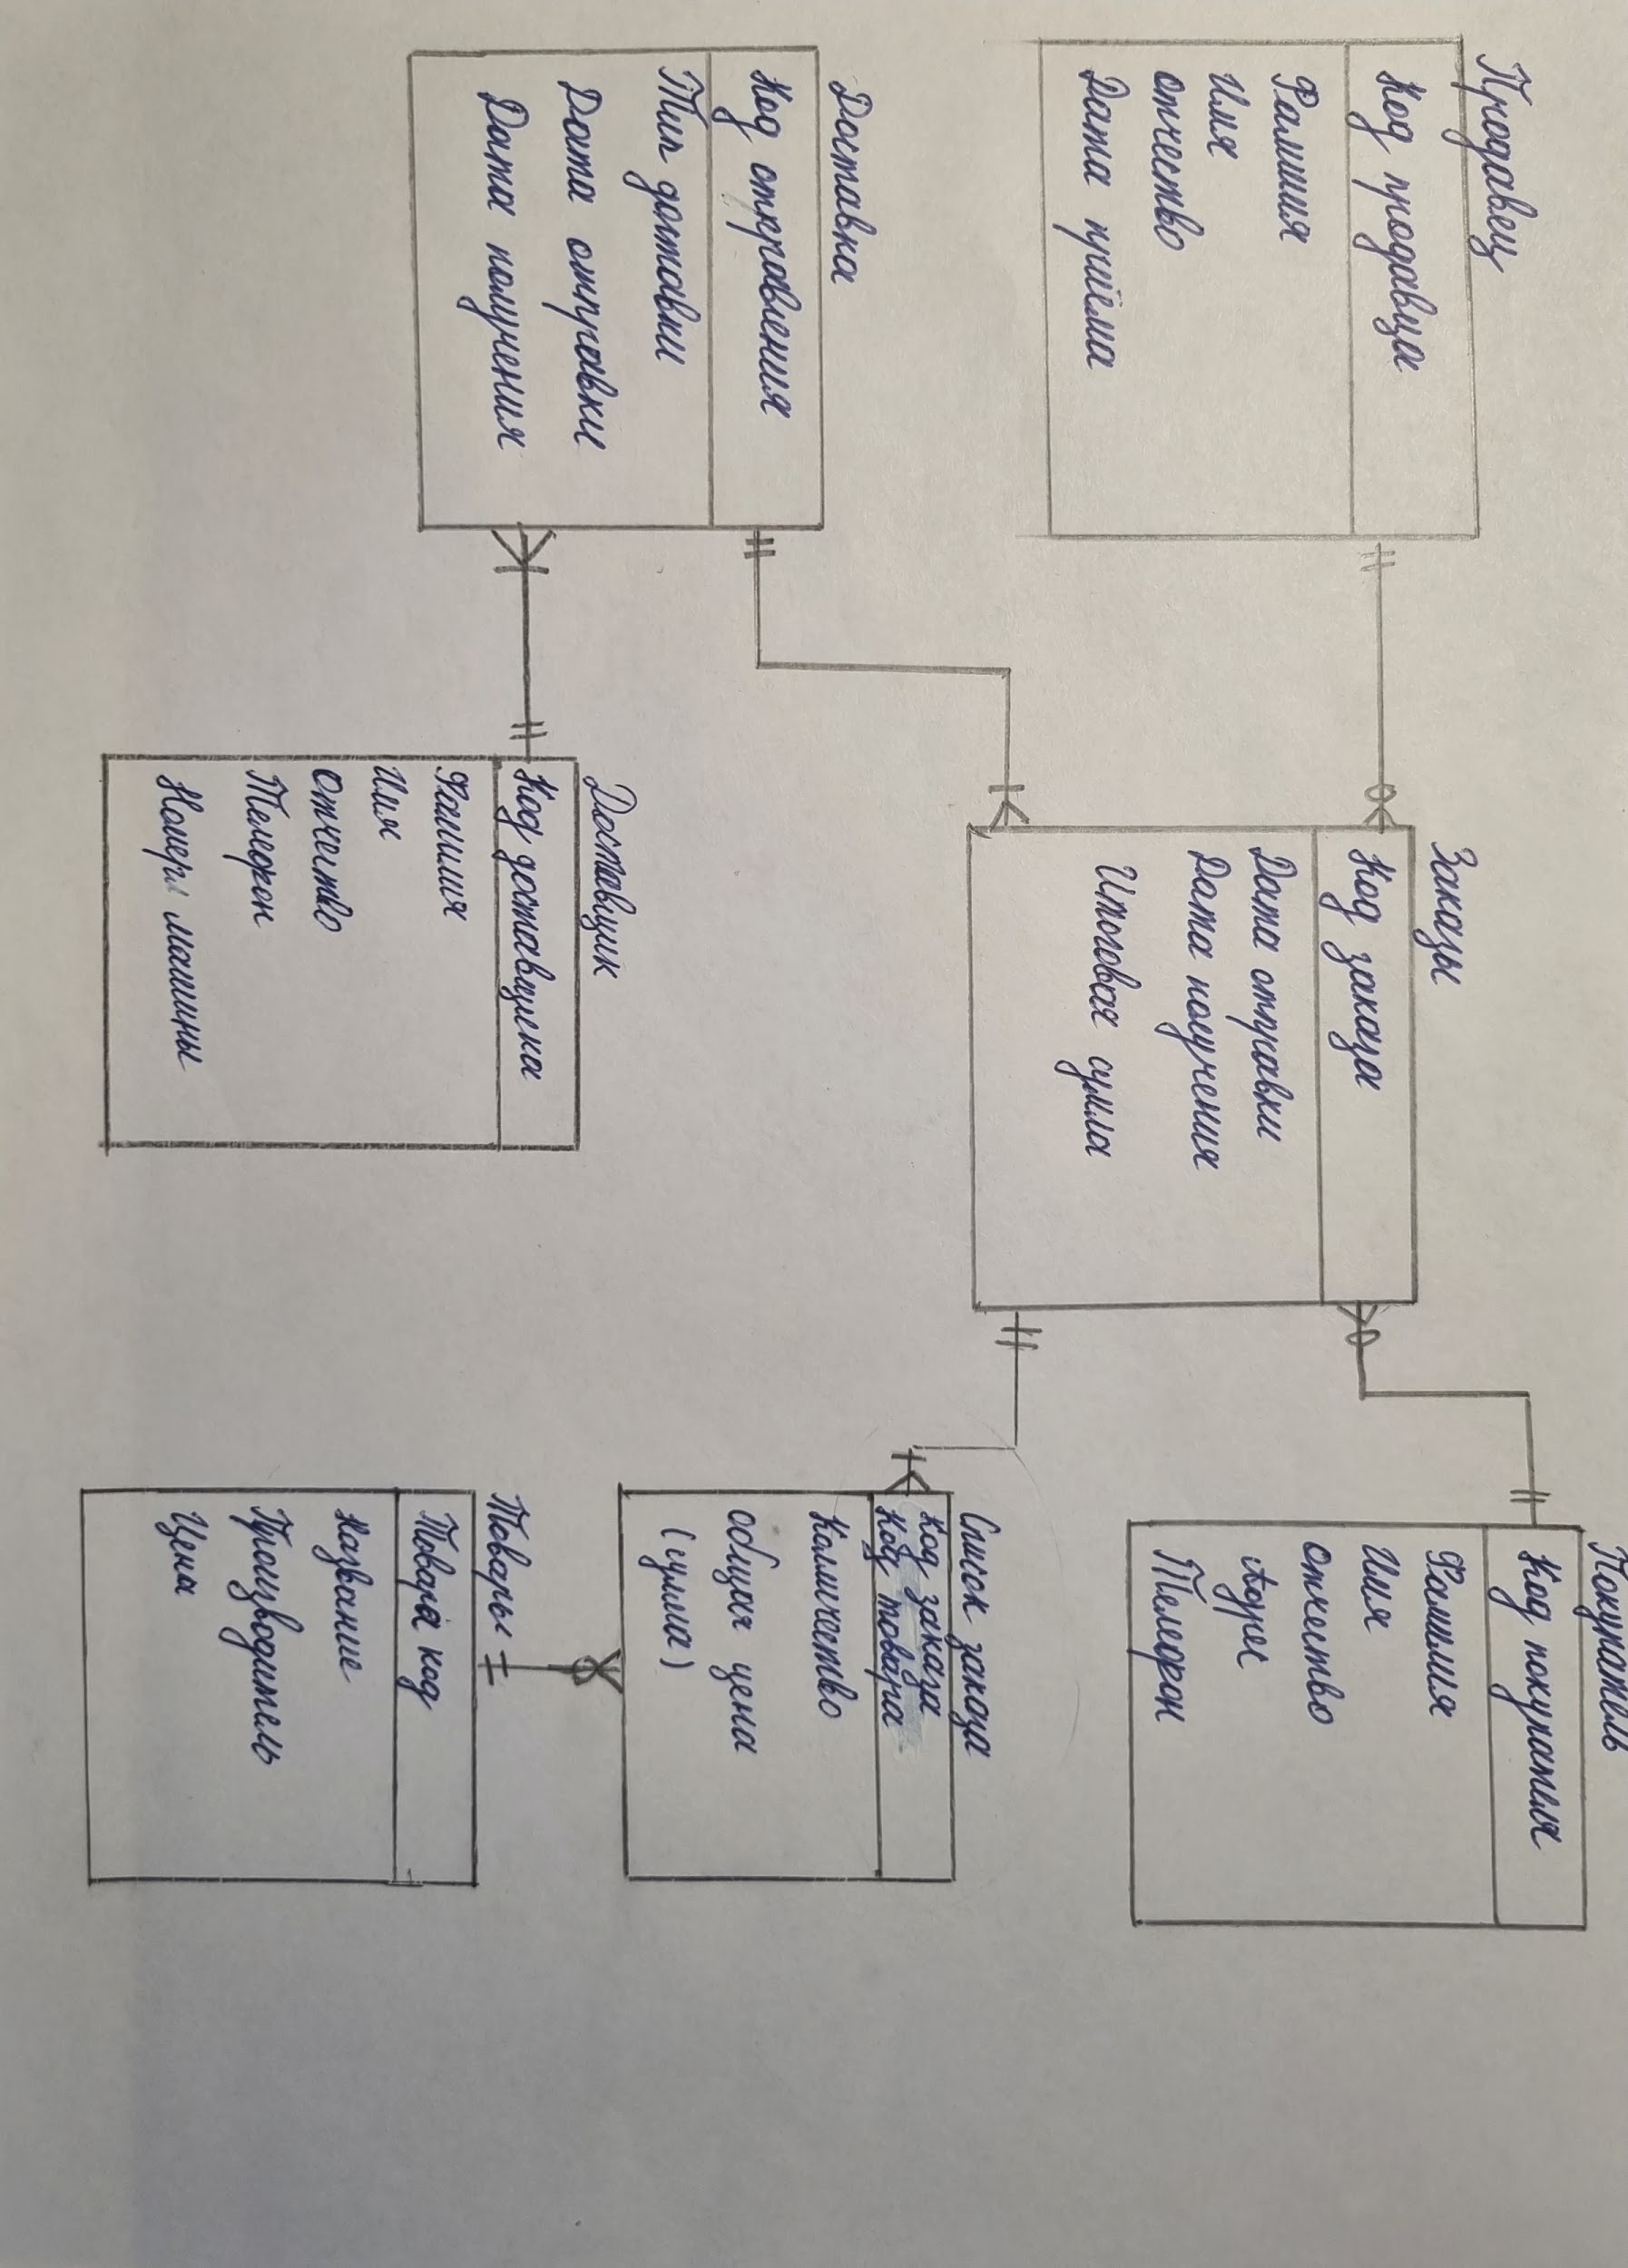 Продавец
Код продавца
Фамилия
Имя
отчество
Дата приёма
Заказы
Код заказа
Дата отправки
Дата получения
Итоговая сумма
Покупатель
Код покупателя
Фамилия
Имя
отчество
Адрес
Телефон
Доставка
Код отправления
Тип доставки
Дата отправки
Дата получения
Доставщик
Код доставщика
Фамилия
Имя
отчество
Телефон
Номер машины
Список заказа
Код заказа
Код товара
Количество
общая цена
(сумма)
Товары
Товара код
Название
Производитель
Цена